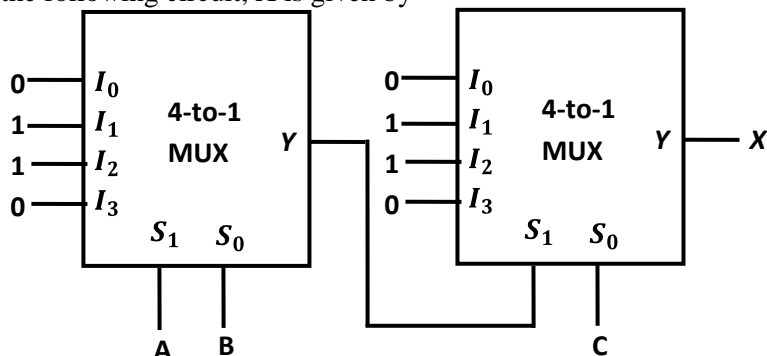 the following circuit, X is given by
0 I₀
1 I₁
1 I₂
0 I₃
4-to-1
MUX
Y
S₁ S₀
A B
0 I₀
1 I₁
1 I₂
0 I₃
4-to-1
MUX
Y X
S₁ S₀
C